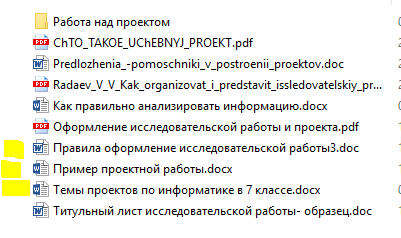 Работа над проектом
ChTO_TAKOE_UChEBNYJ_PROEKT.pdf
Predlozhenia_-pomoschniki_v_postroenii_proektov.doc
Radaev_V_V_Kak_organizovat_i_predstavit_issledovatelskiy_pr...
Как правильно анализировать информацию.docx
Оформление исследовательской работы и проекта.pdf
Правила оформление исследовательской работы3.doc
Пример проектной работы.docx
Темы проектов по информатике в 7 классе.docx
Титульный лист исследовательской работы- образец.doc